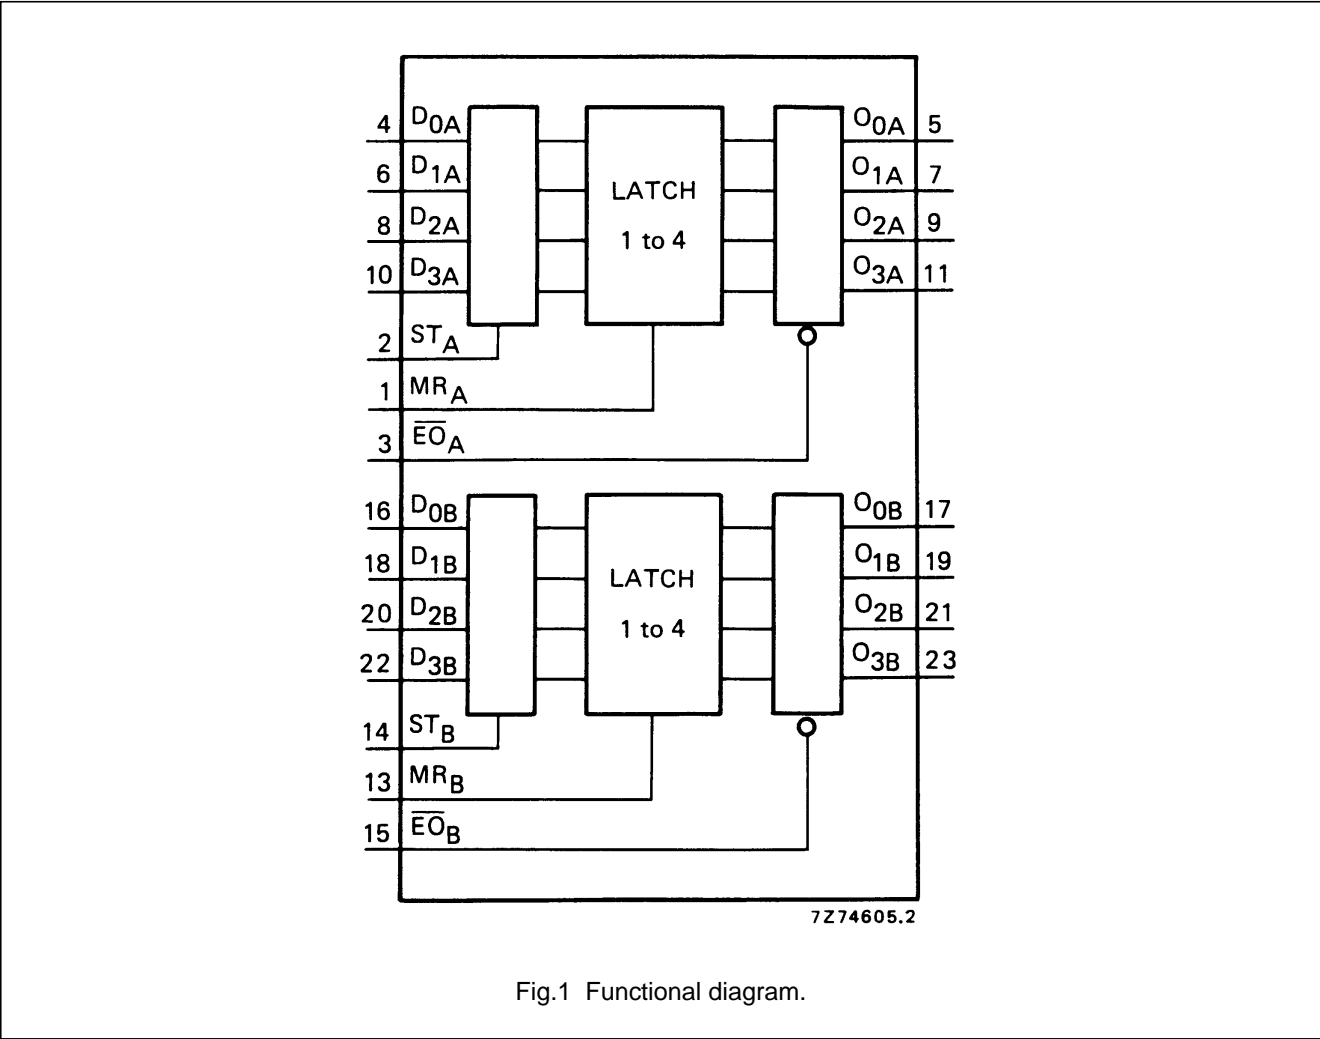 4 D0A O0A 5
6 D1A O1A 7
LATCH
8 D2A O2A 9
1 to 4
10 D3A O3A 11
2 STA
1 MRA
3 E̅O̅A
16 D0B O0B 17
18 D1B O1B 19
LATCH
20 D2B O2B 21
1 to 4
22 D3B O3B 23
14 STB
13 MRB
15 E̅O̅B
7Z74605.2
Fig.1 Functional diagram.